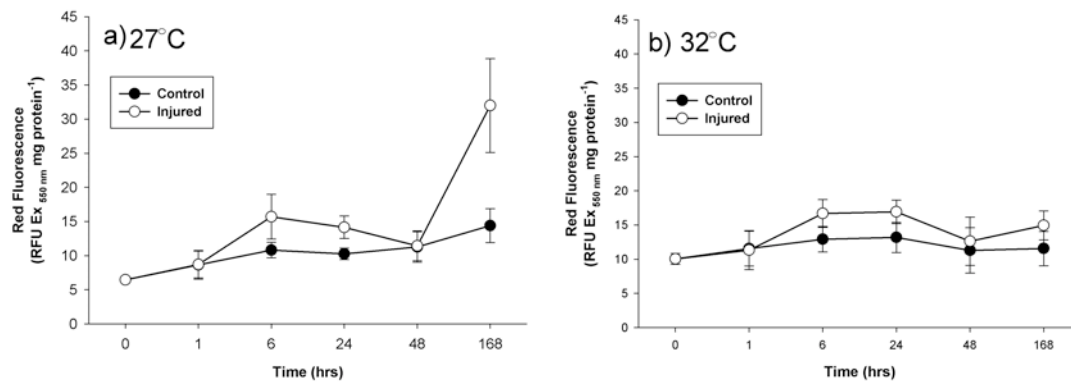 a) 27°C
Control
Injured
Red Fluorescence
(RFU Ex 550 nm mg protein-1)
45
40
35
30
25
20
15
10
5
0
0 1 6 24 48 168
Time (hrs)
b) 32°C
Control
Injured
Red Fluorescence
(RFU Ex 550 nm mg protein-1)
45
40
35
30
25
20
15
10
5
0
0 1 6 24 48 168
Time (hrs)